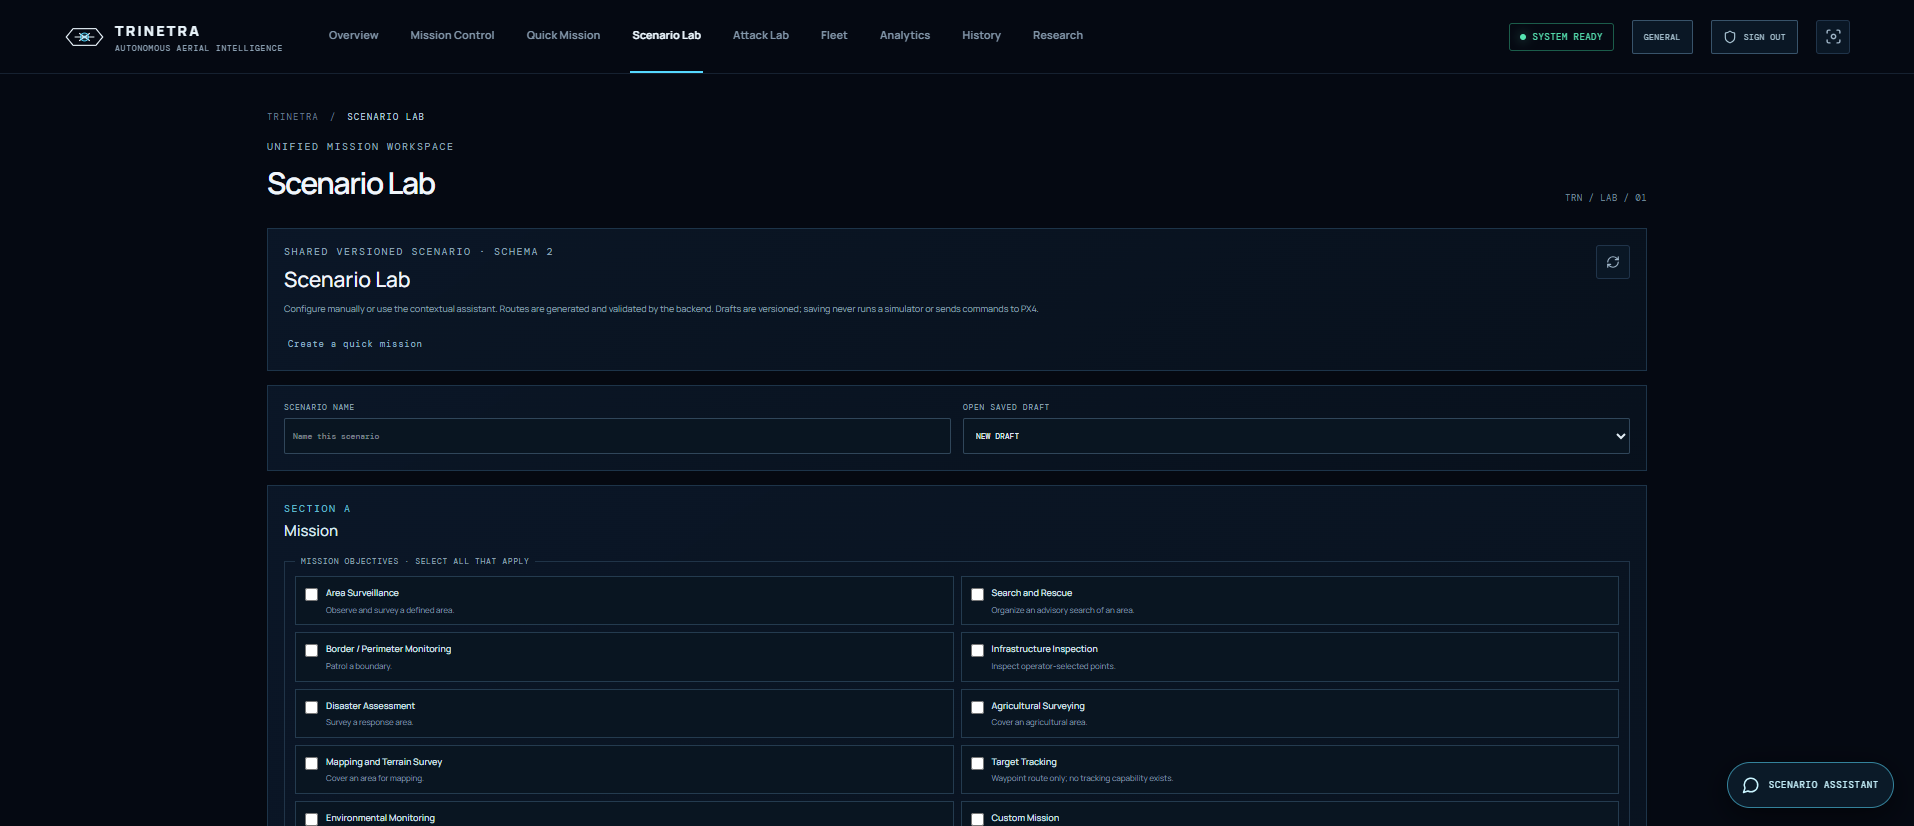 TRINETRA
AUTONOMOUS AERIAL INTELLIGENCE
Overview
Mission Control
Quick Mission
Scenario Lab
Attack Lab
Fleet
Analytics
History
Research
SYSTEM READY
GENERAL
SIGN OUT
TRINETRA / SCENARIO LAB
UNIFIED MISSION WORKSPACE
Scenario Lab
TRN / LAB / 01
SHARED VERSIONED SCENARIO · SCHEMA 2
Scenario Lab
Configure manually or use the contextual assistant. Routes are generated and validated by the backend. Drafts are versioned; saving never runs a simulator or sends commands to PX4.
Create a quick mission
SCENARIO NAME
Name this scenario
OPEN SAVED DRAFT
NEW DRAFT
SECTION A
Mission
MISSION OBJECTIVES · SELECT ALL THAT APPLY
Area Surveillance
Observe and survey a defined area.
Search and Rescue
Organize an advisory search of an area.
Border / Perimeter Monitoring
Patrol a boundary.
Infrastructure Inspection
Inspect operator-selected points.
Disaster Assessment
Survey a response area.
Agricultural Surveying
Cover an agricultural area.
Mapping and Terrain Survey
Cover an area for mapping.
Target Tracking
Waypoint route only; no tracking capability exists.
Environmental Monitoring
Custom Mission
SCENARIO ASSISTANT